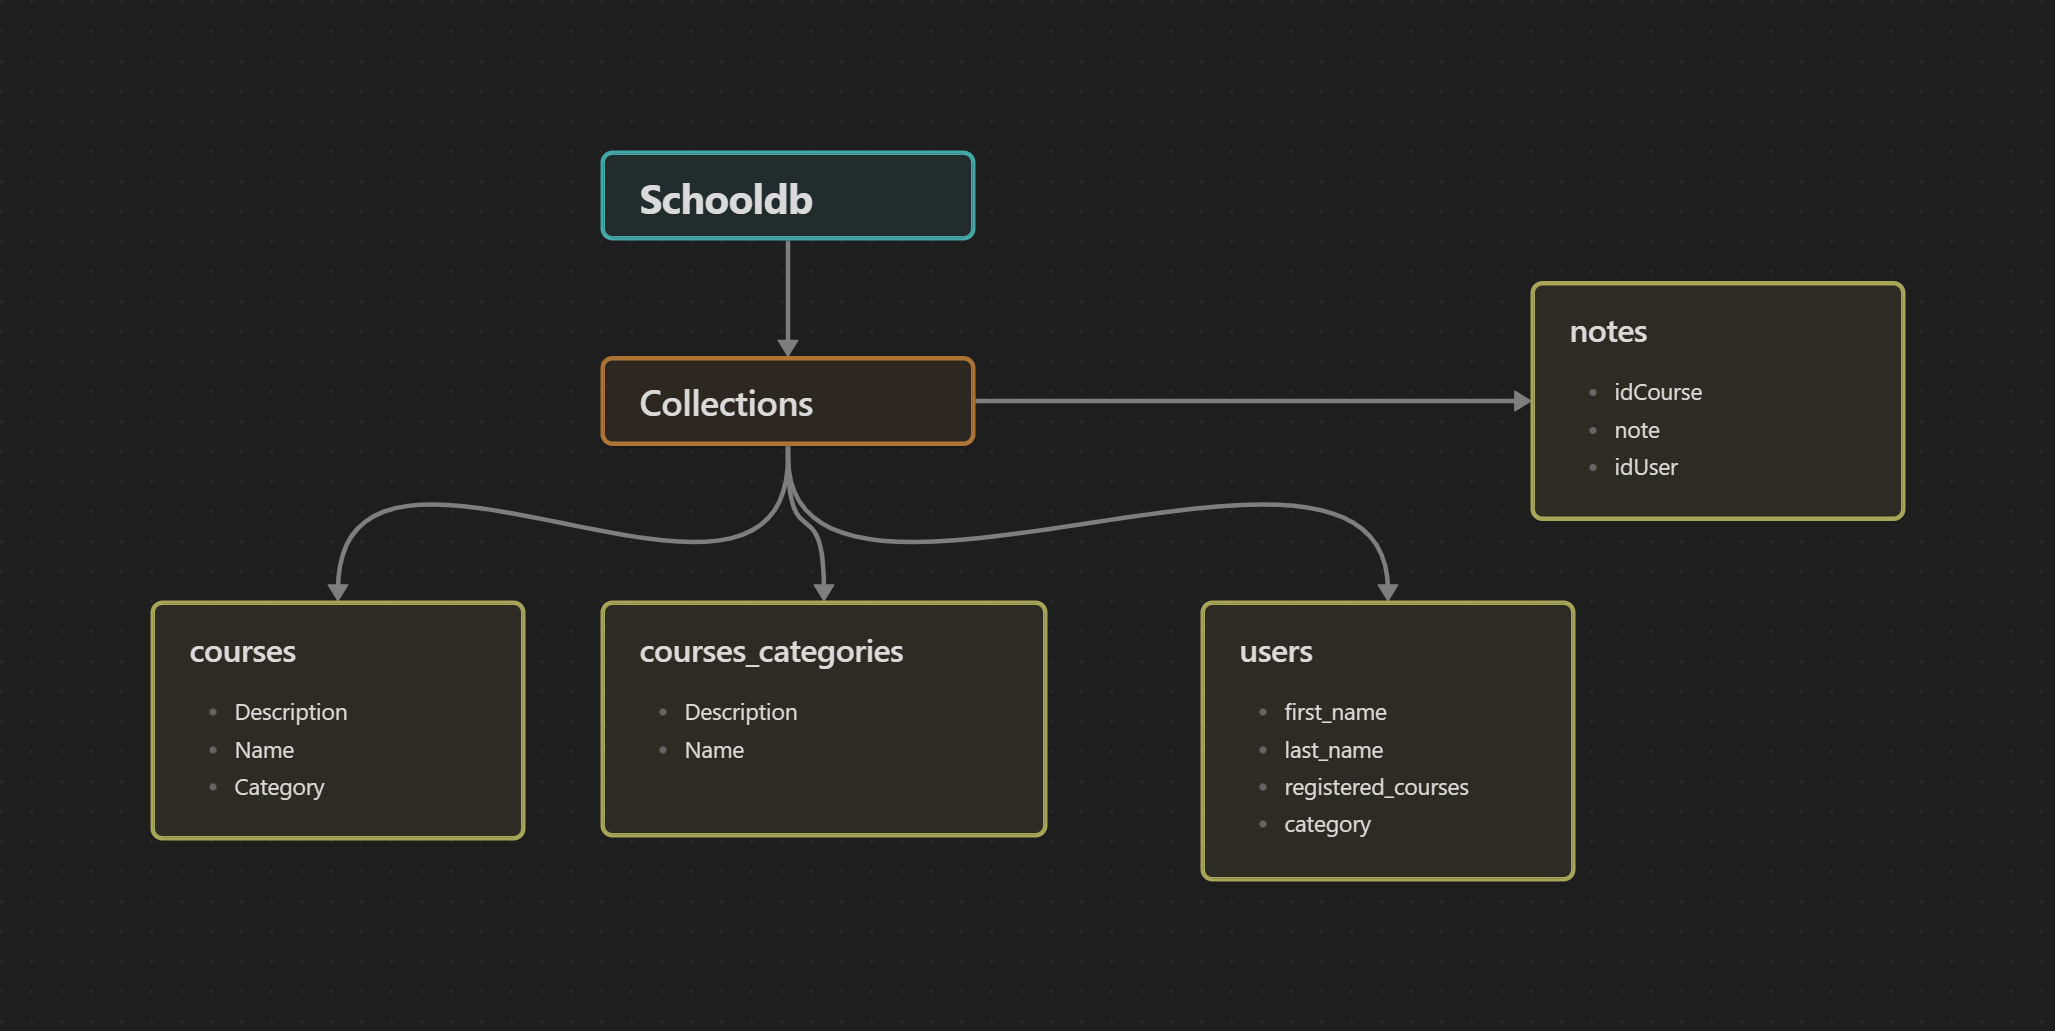 Schooldb
Collections
notes
idCourse
note
idUser
courses
Description
Name
Category
courses_categories
Description
Name
users
first_name
last_name
registered_courses
category